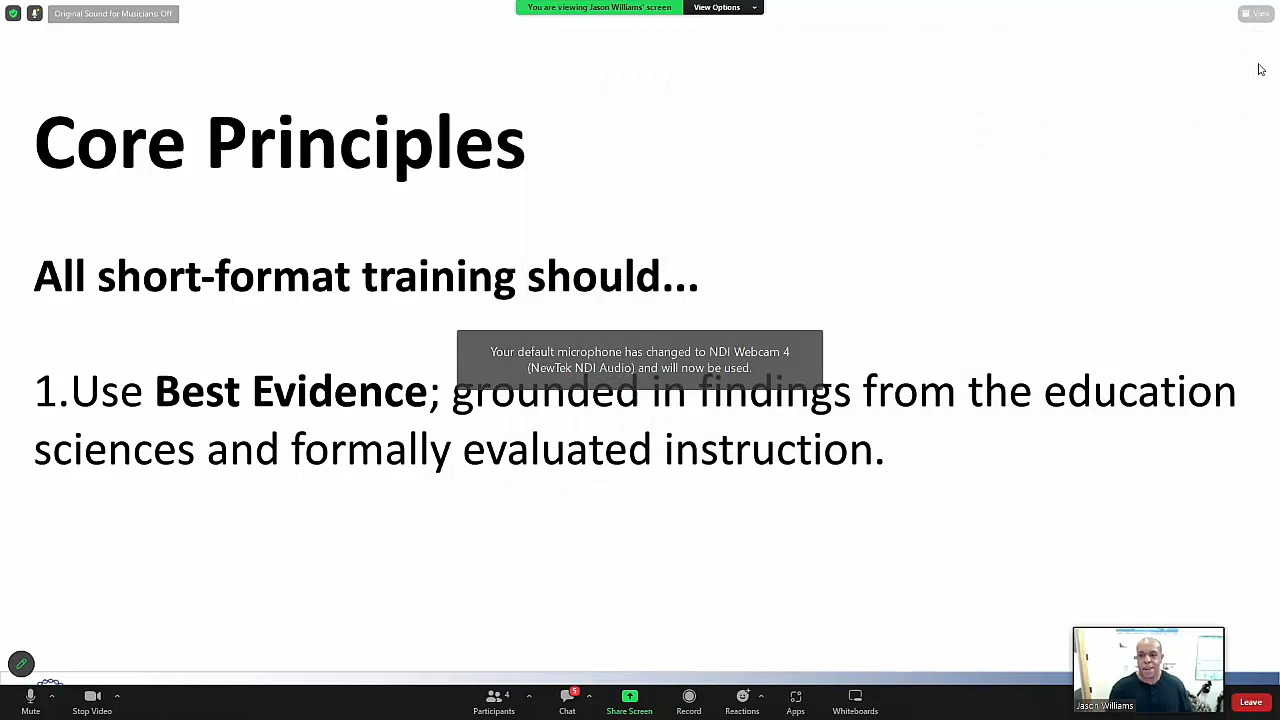 Original Sound for Musicians: Off
You are viewing Jason Williams' screen
View Options
View
Core Principles
All short-format training should...
Your default microphone has changed to NDI Webcam 4
(NewTek NDI Audio) and will now be used.
1.Use Best Evidence; grounded in findings from the education
sciences and formally evaluated instruction.
Jason Williams
Mute
Stop Video
Participants
4
Chat
5
Share Screen
Record
Reactions
Apps
Whiteboards
Leave